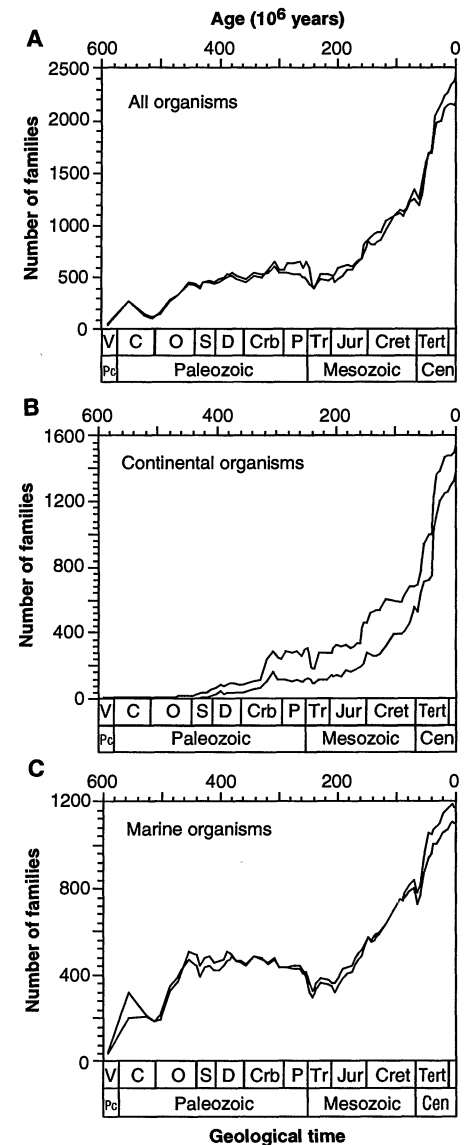 Age (10⁶ years)
A
600 400 200 0
2500
2000
1500
1000
500
0
Number of families
All organisms
V C O S D Crb P Tr Jur Cret Tert
Pc Paleozoic Mesozoic Cen
B
600 400 200 0
1600
1200
800
400
0
Number of families
Continental organisms
V C O S D Crb P Tr Jur Cret Tert
Pc Paleozoic Mesozoic Cen
C
600 400 200 0
1200
800
400
0
Number of families
Marine organisms
V C O S D Crb P Tr Jur Cret Tert
Pc Paleozoic Mesozoic Cen
Geological time